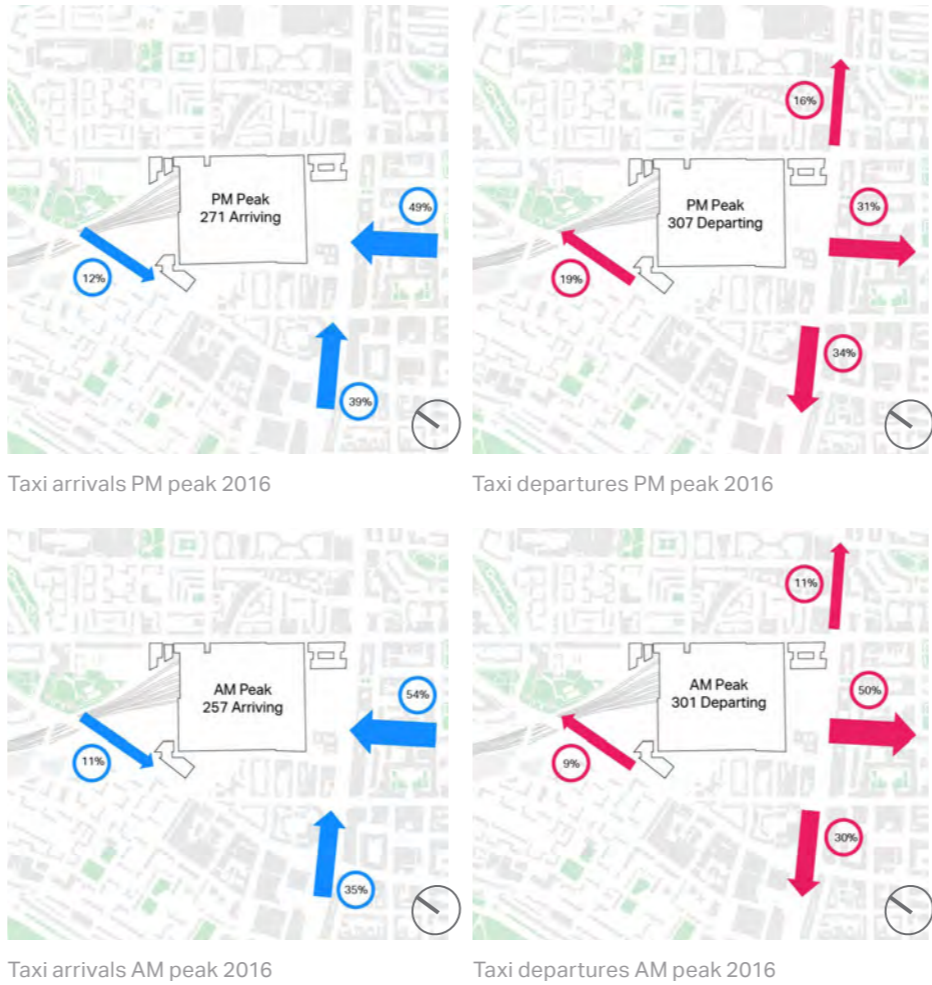 PM Peak
271 Arriving
49%
12%
39%
Taxi arrivals PM peak 2016
16%
PM Peak
307 Departing
31%
19%
34%
Taxi departures PM peak 2016
AM Peak
257 Arriving
54%
11%
35%
Taxi arrivals AM peak 2016
11%
AM Peak
301 Departing
50%
9%
30%
Taxi departures AM peak 2016